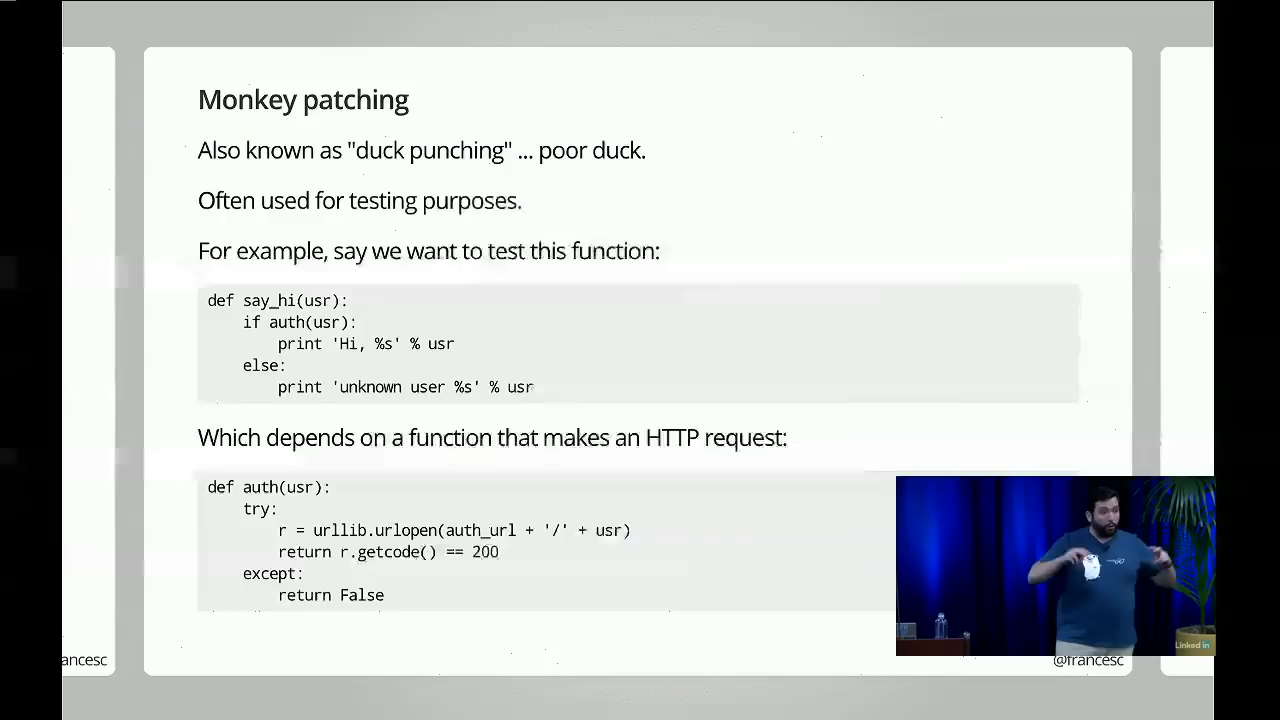 Monkey patching
Also known as "duck punching" ... poor duck.
Often used for testing purposes.
For example, say we want to test this function:
def say_hi(usr):
    if auth(usr):
        print 'Hi, %s' % usr
    else:
        print 'unknown user %s' % usr
Which depends on a function that makes an HTTP request:
def auth(usr):
    try:
        r = urllib.urlopen(auth_url + '/' + usr)
        return r.getcode() == 200
    except:
        return False
Linked in
ancesc
@francesc